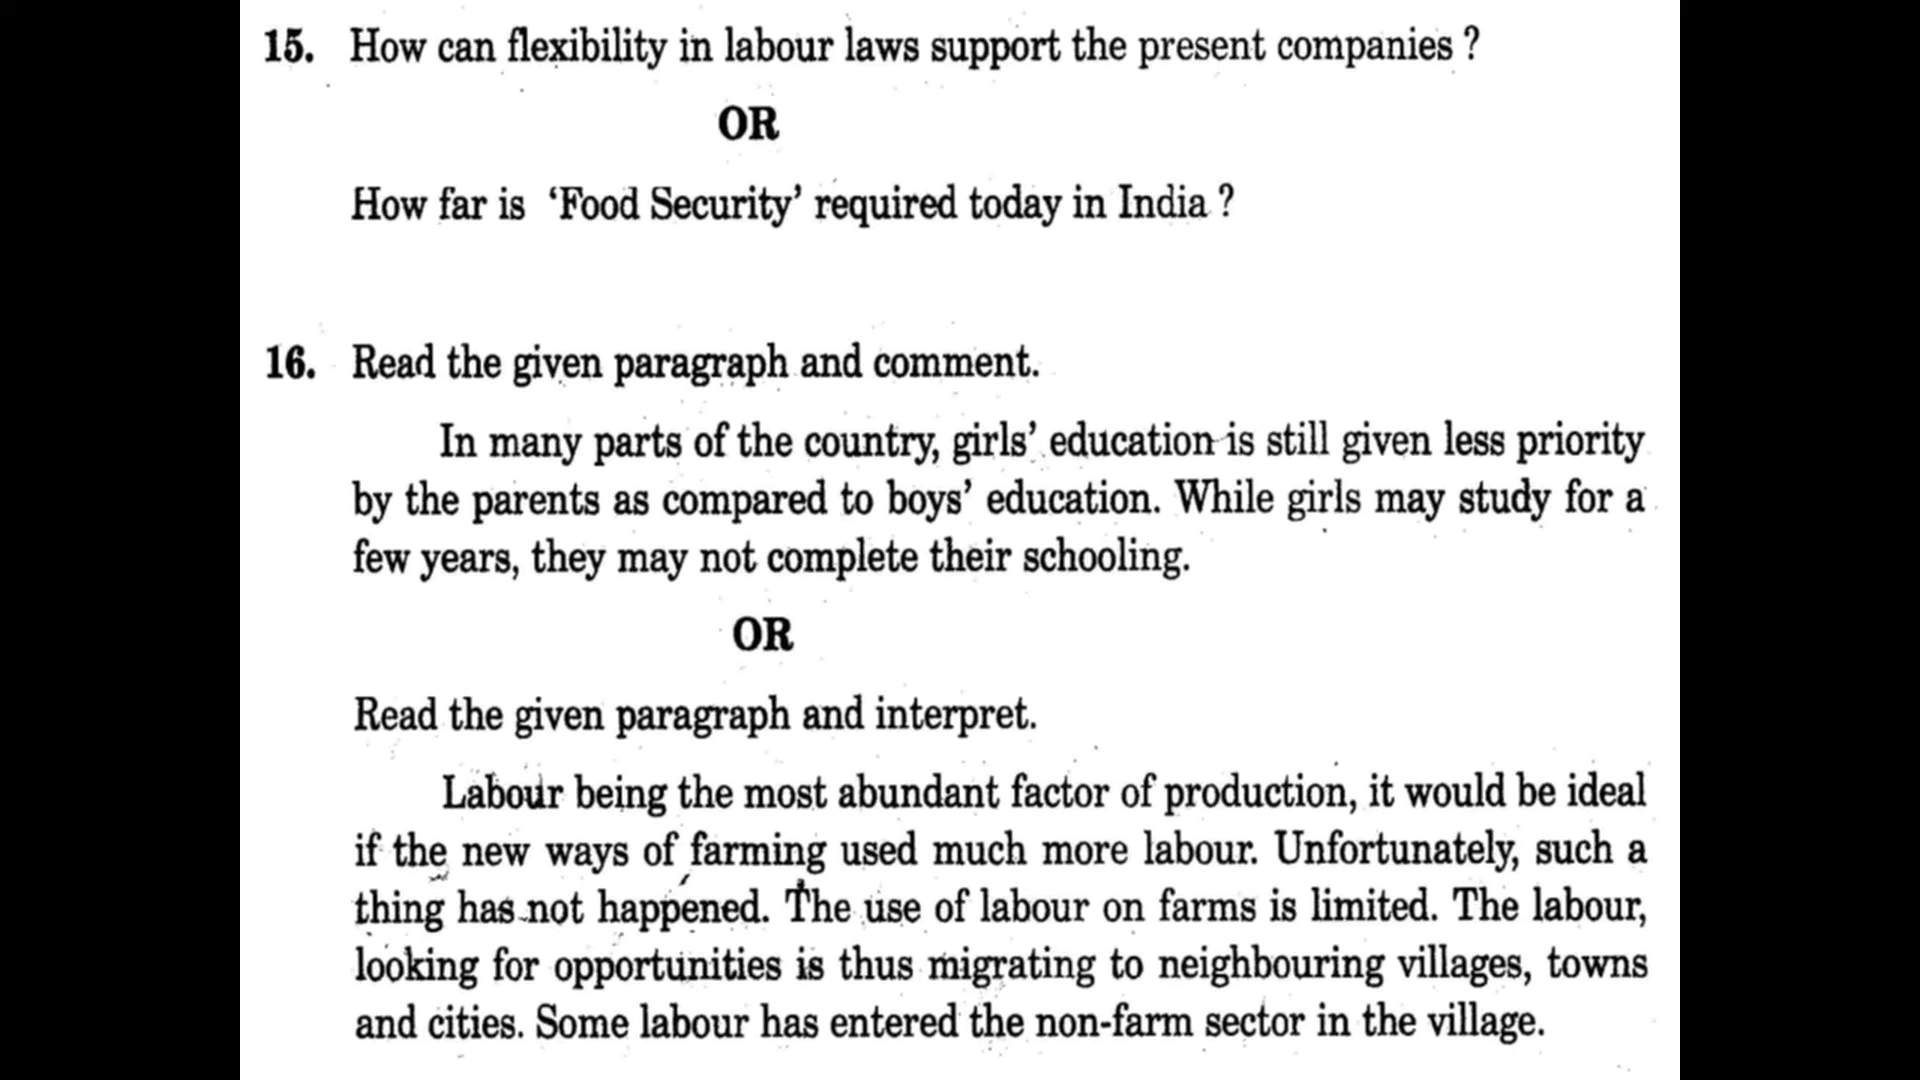 15. How can flexibility in labour laws support the present companies ?
OR
How far is ‘Food Security’ required today in India ?
16. Read the given paragraph and comment.
In many parts of the country, girls’ education is still given less priority
by the parents as compared to boys’ education. While girls may study for a
few years, they may not complete their schooling.
OR
Read the given paragraph and interpret.
Labour being the most abundant factor of production, it would be ideal
if the new ways of farming used much more labour. Unfortunately, such a
thing has not happened. The use of labour on farms is limited. The labour,
looking for opportunities is thus migrating to neighbouring villages, towns
and cities. Some labour has entered the non-farm sector in the village.